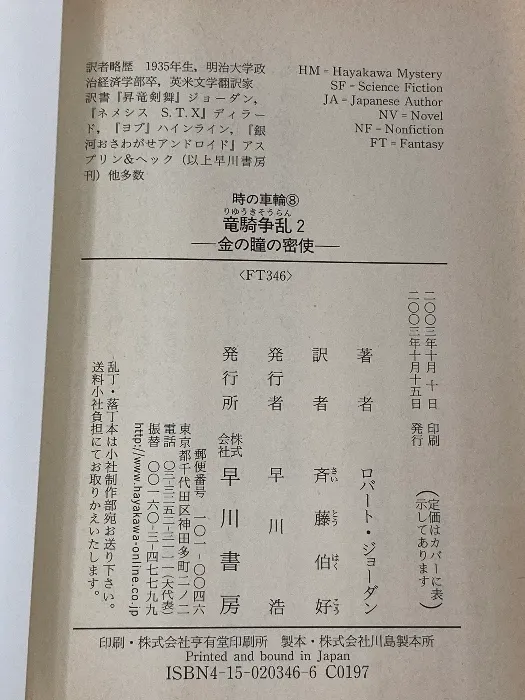 訳者略歴 1935年生,明治大学政
治経済学部卒,英米文学翻訳家
訳書『昇竜剣舞』ジョーダン,
『ネメシス S.T.X』ディラー
ド,『ヨブ』ハインライン,『銀
河おさわがせアンドロイド』アス
プリン&ヘック(以上早川書房
刊)他多数
HM=Hayakawa Mystery
SF=Science Fiction
JA=Japanese Author
NV=Novel
NF=Nonfiction
FT=Fantasy
時の車輪⑧
りゅうきそうらん
竜騎争乱2
―金の瞳の密使―
〈FT346〉
二〇〇三年十月 十日 印刷
二〇〇三年十月十五日 発行
(定価はカバーに表
示してあります)
著者 ロバート・ジョーダン
訳者 斉藤伯好
さい とう はく こう
発行者 早川浩
発行所 株式会社 早川書房
郵便番号 一〇一-〇〇四六
東京都千代田区神田多町二ノ二
電話 〇三-三二五二-三一一一(大代表)
振替 〇〇一六〇-三-四七七九九
http://www.hayakawa-online.co.jp
乱丁・落丁本は小社制作部宛お送り下さい。
送料小社負担にてお取りかえいたします。
印刷・株式会社亨有堂印刷所 製本・株式会社川島製本所
Printed and bound in Japan
ISBN4-15-020346-6 C0197